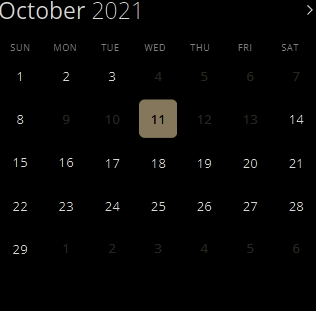 October 2021
SUN MON TUE WED THU FRI SAT
1 2 3 4 5 6 7
8 9 10 11 12 13 14
15 16 17 18 19 20 21
22 23 24 25 26 27 28
29 1 2 3 4 5 6